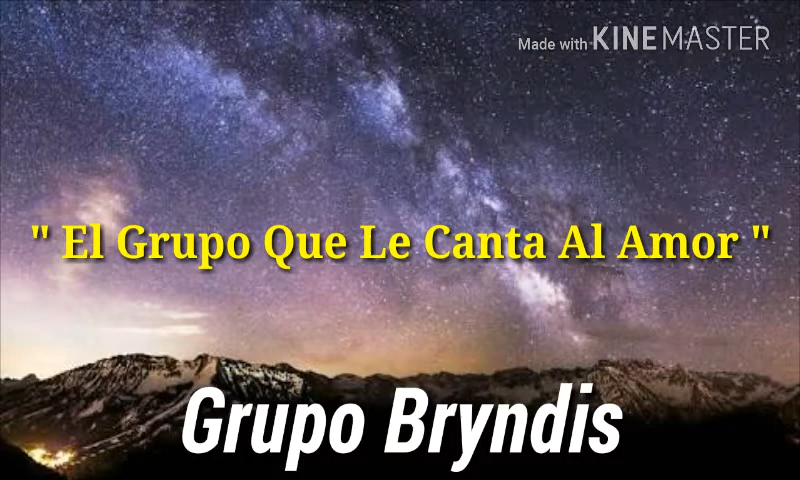 Made with KINEMASTER
" El Grupo Que Le Canta Al Amor "
Grupo Bryndis